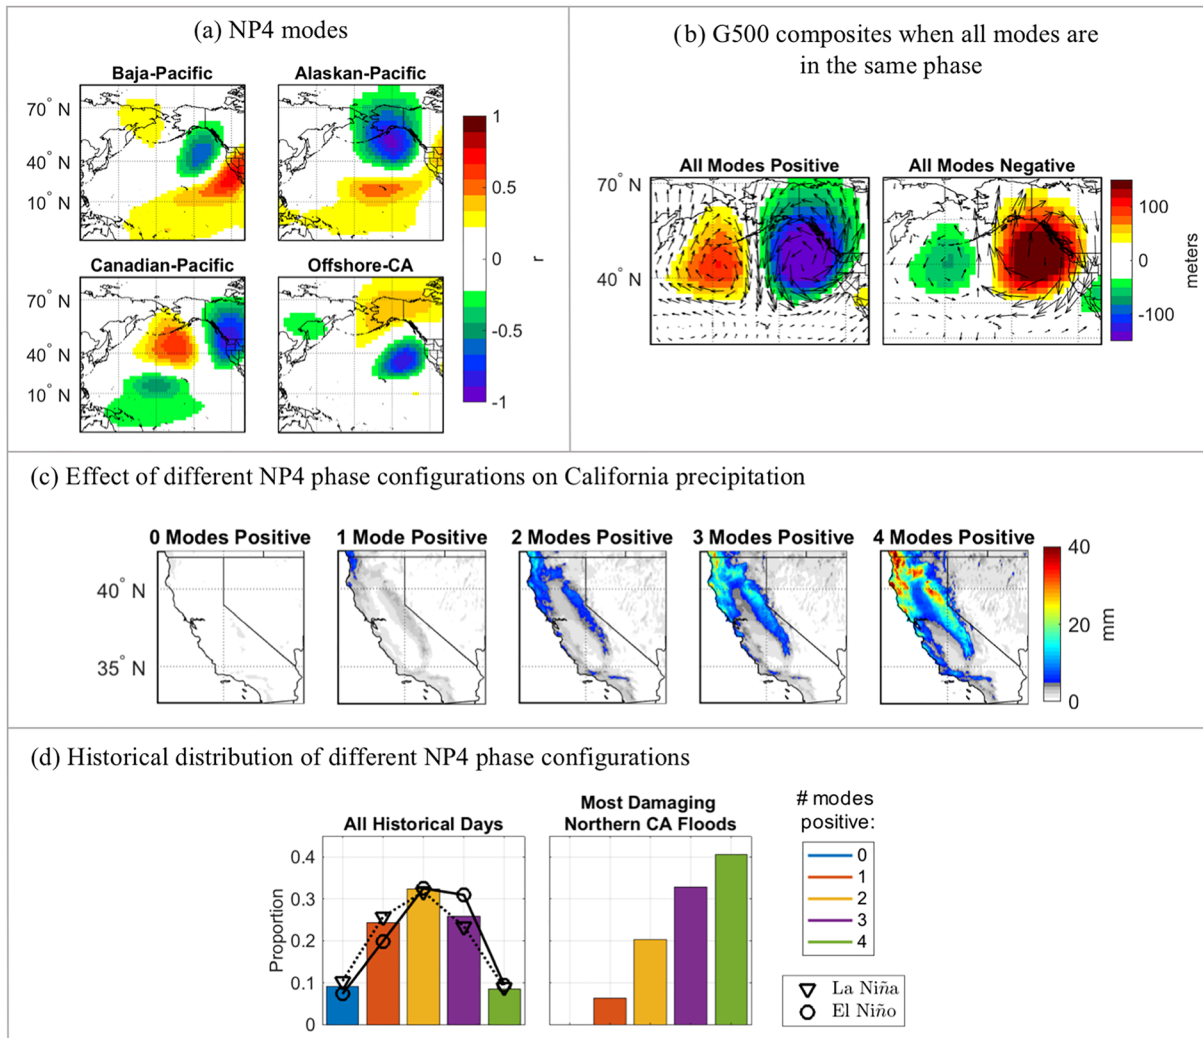 (a) NP4 modes
Baja-Pacific
Alaskan-Pacific
70° N
40° N
10° N
Canadian-Pacific
Offshore-CA
70° N
40° N
10° N
1
0.5
0
-0.5
-1
r
(b) G500 composites when all modes are
in the same phase
All Modes Positive
All Modes Negative
70° N
40° N
100
0
-100
meters
(c) Effect of different NP4 phase configurations on California precipitation
0 Modes Positive
1 Mode Positive
2 Modes Positive
3 Modes Positive
4 Modes Positive
40° N
35° N
40
20
0
mm
(d) Historical distribution of different NP4 phase configurations
All Historical Days
Proportion
0.4
0.3
0.2
0.1
0
Most Damaging
Northern CA Floods
# modes
positive:
0
1
2
3
4
La Niña
El Niño